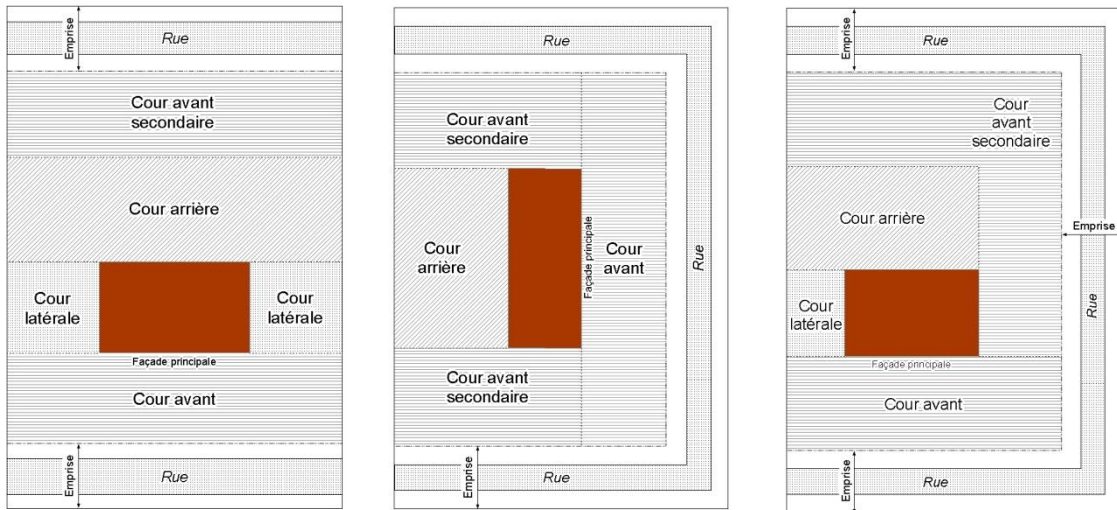 Emprise
Rue
Cour avant
secondaire
Cour arrière
Cour
latérale
Cour
latérale
Façade principale
Cour avant
Emprise
Rue
Rue
Cour avant
secondaire
Cour
arrière
Façade principale
Cour
avant
Rue
Cour avant
secondaire
Emprise
Rue
Emprise
Rue
Cour
avant
secondaire
Cour arrière
Emprise
Cour
latérale
Rue
Façade principale
Cour avant
Emprise
Rue